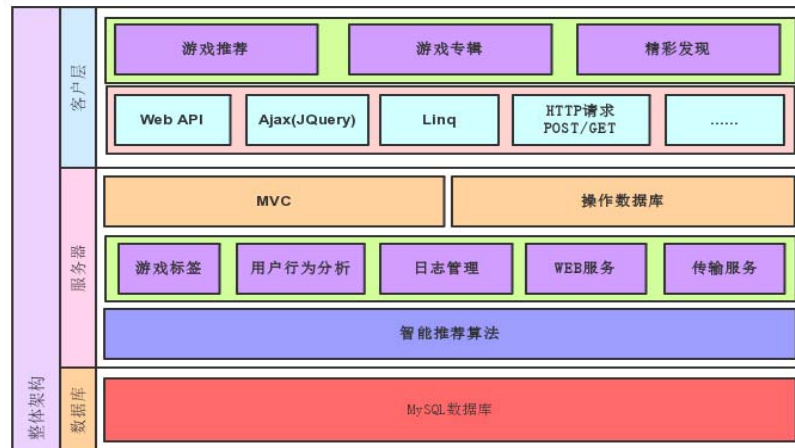 整体架构
客户层
游戏推荐
游戏专辑
精彩发现
Web API
Ajax(JQuery)
Linq
HTTP请求
POST/GET
......
服务器
MVC
操作数据库
游戏标签
用户行为分析
日志管理
WEB服务
传输服务
智能推荐算法
数据库
MySQL数据库